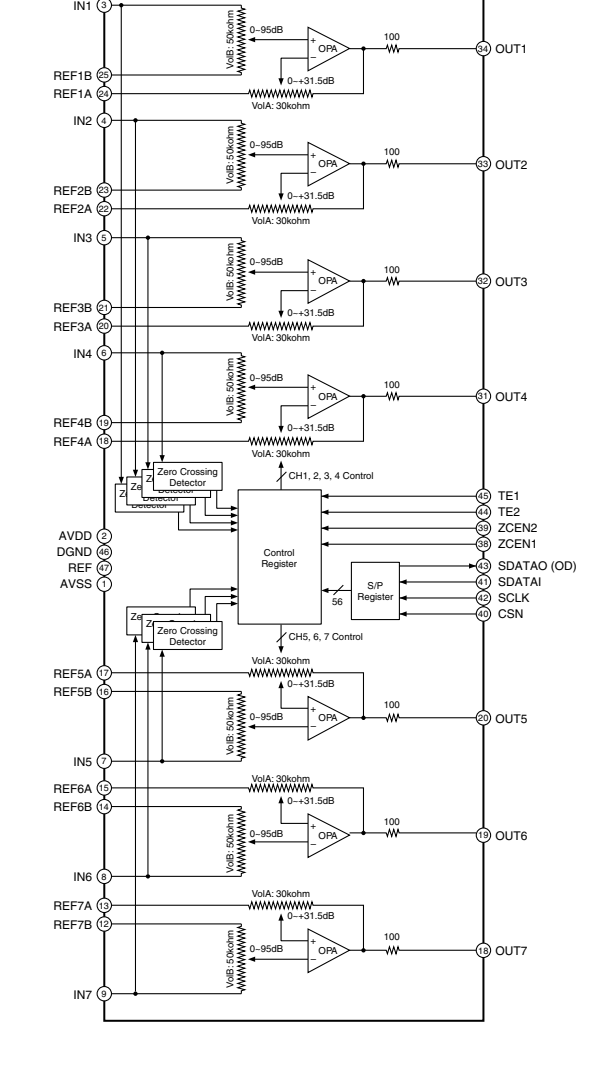 IN1 3
VolB: 50kohm
0~95dB
+
−
OPA
100
34 OUT1
REF1B 25
0~+31.5dB
REF1A 24
VolA: 30kohm
IN2 4
VolB: 50kohm
0~95dB
+
−
OPA
100
33 OUT2
REF2B 23
0~+31.5dB
REF2A 22
VolA: 30kohm
IN3 5
VolB: 50kohm
0~95dB
+
−
OPA
100
32 OUT3
REF3B 21
0~+31.5dB
REF3A 20
VolA: 30kohm
IN4 6
VolB: 50kohm
0~95dB
+
−
OPA
100
31 OUT4
REF4B 19
0~+31.5dB
REF4A 18
VolA: 30kohm
Zero Crossing
Detector
CH1, 2, 3, 4 Control
45 TE1
44 TE2
39 ZCEN2
38 ZCEN1
AVDD 2
DGND 46
REF 47
AVSS 1
Control
Register
43 SDATAO (OD)
41 SDATAI
42 SCLK
40 CSN
S/P
Register
56
Zero Crossing
Detector
CH5, 6, 7 Control
VolA: 30kohm
REF5A 17
0~+31.5dB
REF5B 16
VolB: 50kohm
0~95dB
+
−
OPA
100
20 OUT5
IN5 7
VolA: 30kohm
REF6A 15
0~+31.5dB
REF6B 14
VolB: 50kohm
0~95dB
+
−
OPA
100
19 OUT6
IN6 8
VolA: 30kohm
REF7A 13
0~+31.5dB
REF7B 12
VolB: 50kohm
0~95dB
+
−
OPA
100
18 OUT7
IN7 9